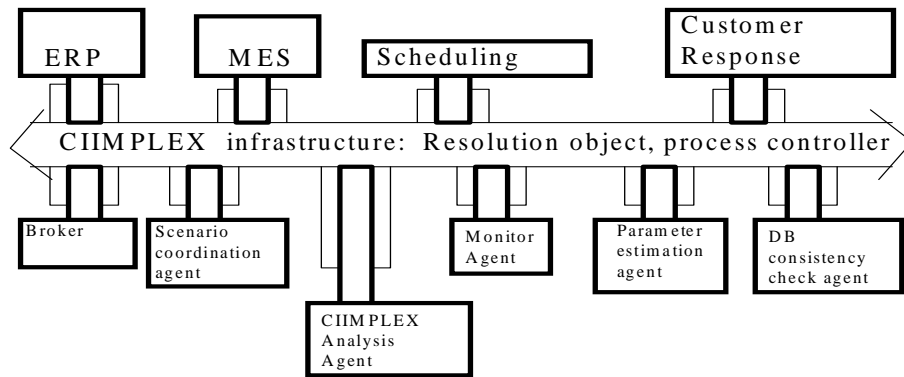 ERP
MES
Scheduling
Customer
Response
CIIMPLEX infrastructure: Resolution object, process controller
Broker
Scenario
coordination
agent
Monitor
Agent
Parameter
estimation
agent
DB
consistency
check agent
CIIMPLEX
Analysis
Agent